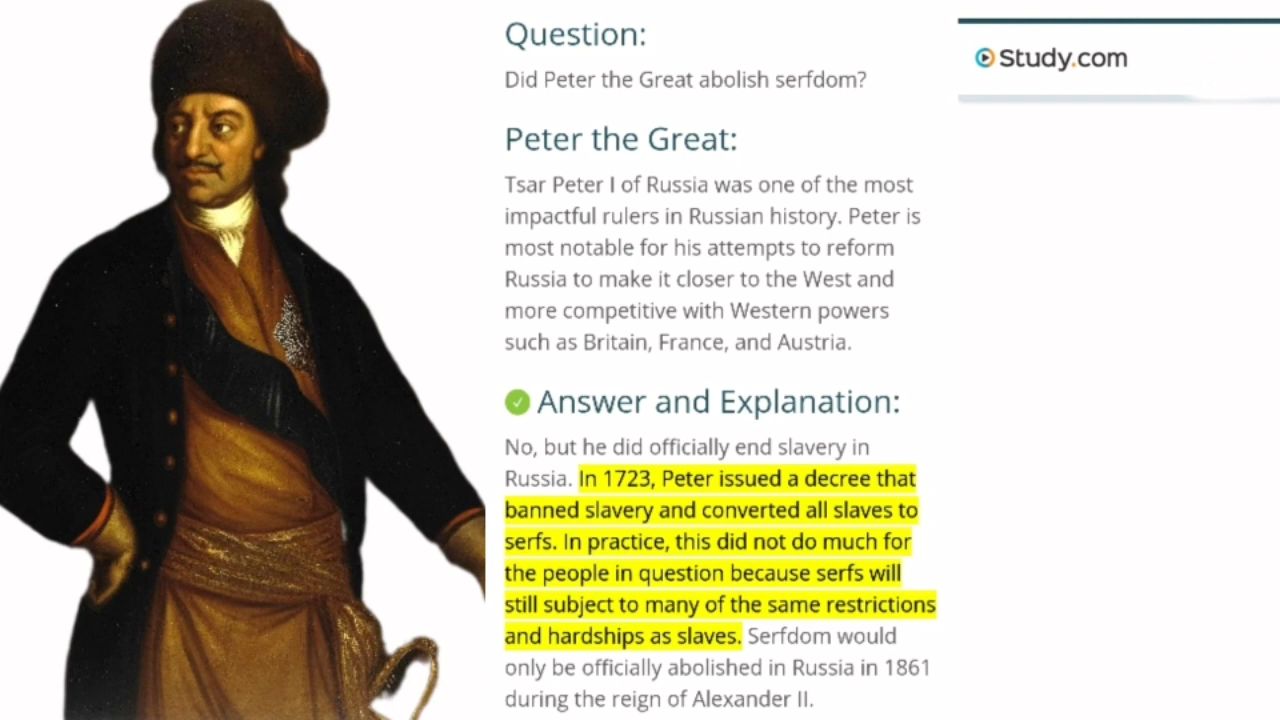 Question:
Did Peter the Great abolish serfdom?
Peter the Great:
Tsar Peter I of Russia was one of the most
impactful rulers in Russian history. Peter is
most notable for his attempts to reform
Russia to make it closer to the West and
more competitive with Western powers
such as Britain, France, and Austria.
Answer and Explanation:
No, but he did officially end slavery in
Russia. In 1723, Peter issued a decree that
banned slavery and converted all slaves to
serfs. In practice, this did not do much for
the people in question because serfs will
still subject to many of the same restrictions
and hardships as slaves. Serfdom would
only be officially abolished in Russia in 1861
during the reign of Alexander II.
Study.com